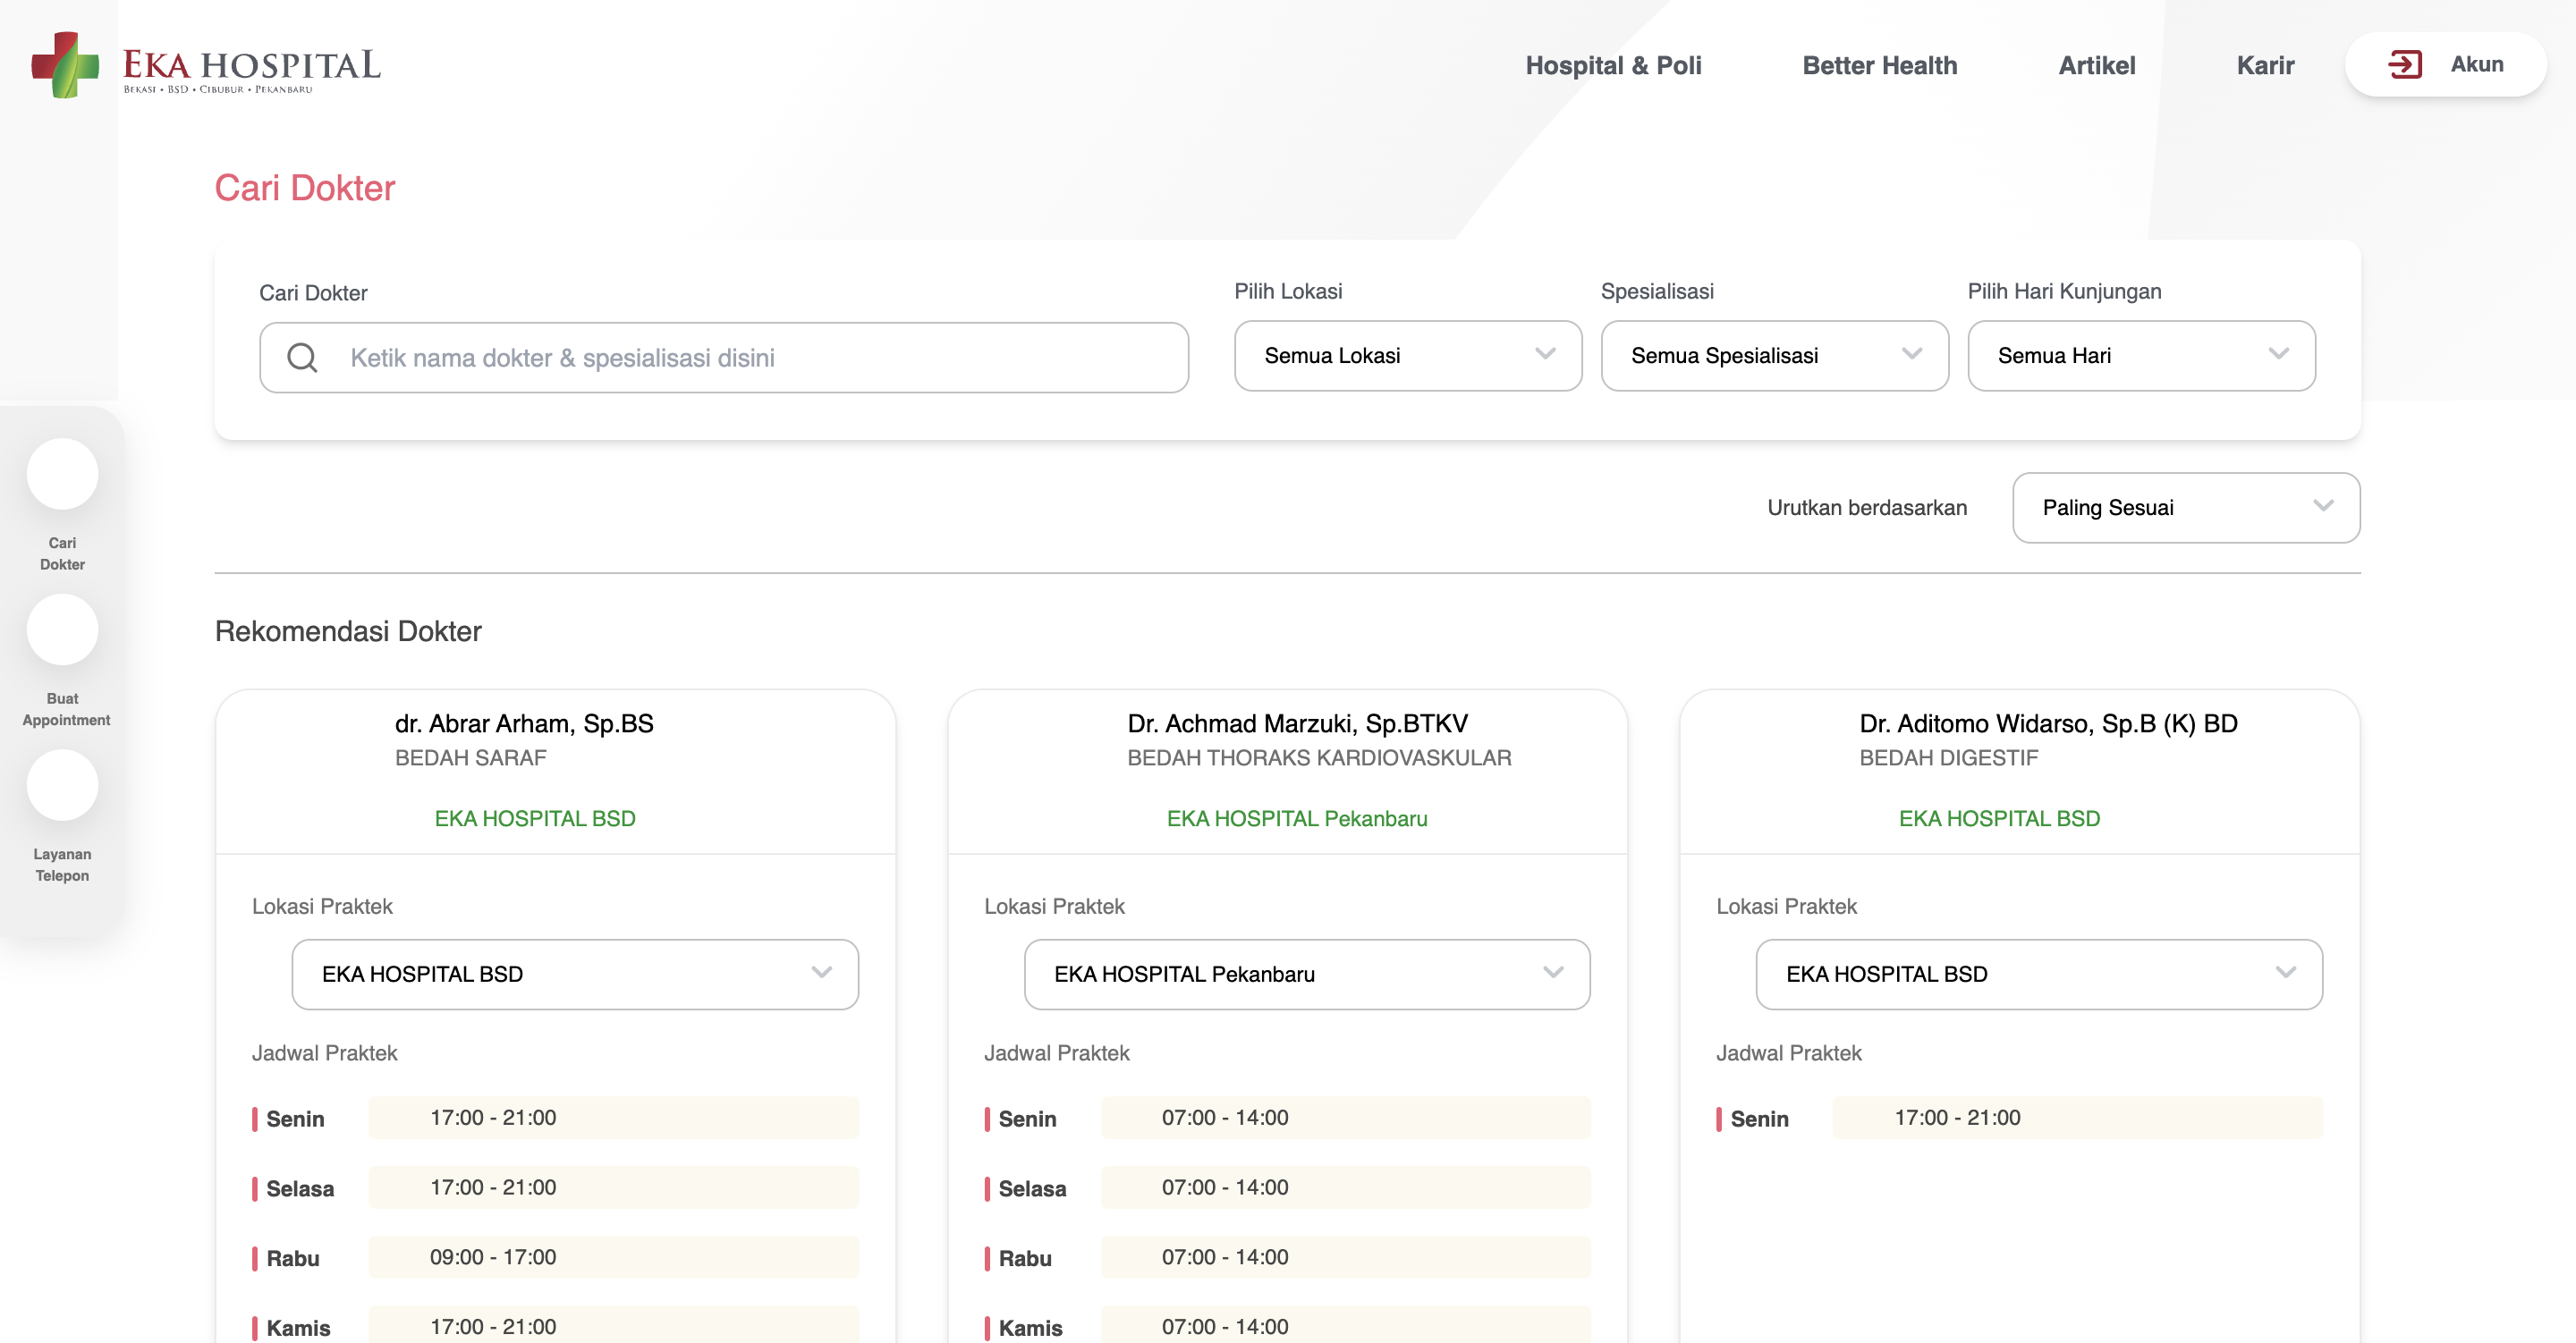 EKA HOSPITAL
BEKASI • BSD • CIBUBUR • PEKANBARU
Hospital & Poli
Better Health
Artikel
Karir
Akun
Cari Dokter
Cari Dokter
Ketik nama dokter & spesialisasi disini
Pilih Lokasi
Semua Lokasi
Spesialisasi
Semua Spesialisasi
Pilih Hari Kunjungan
Semua Hari
Urutkan berdasarkan
Paling Sesuai
Cari
Dokter
Buat
Appointment
Layanan
Telepon
Rekomendasi Dokter
dr. Abrar Arham, Sp.BS
BEDAH SARAF
EKA HOSPITAL BSD
Lokasi Praktek
EKA HOSPITAL BSD
Jadwal Praktek
Senin 17:00 - 21:00
Selasa 17:00 - 21:00
Rabu 09:00 - 17:00
Kamis 17:00 - 21:00
Dr. Achmad Marzuki, Sp.BTKV
BEDAH THORAKS KARDIOVASKULAR
EKA HOSPITAL Pekanbaru
Lokasi Praktek
EKA HOSPITAL Pekanbaru
Jadwal Praktek
Senin 07:00 - 14:00
Selasa 07:00 - 14:00
Rabu 07:00 - 14:00
Kamis 07:00 - 14:00
Dr. Aditomo Widarso, Sp.B (K) BD
BEDAH DIGESTIF
EKA HOSPITAL BSD
Lokasi Praktek
EKA HOSPITAL BSD
Jadwal Praktek
Senin 17:00 - 21:00